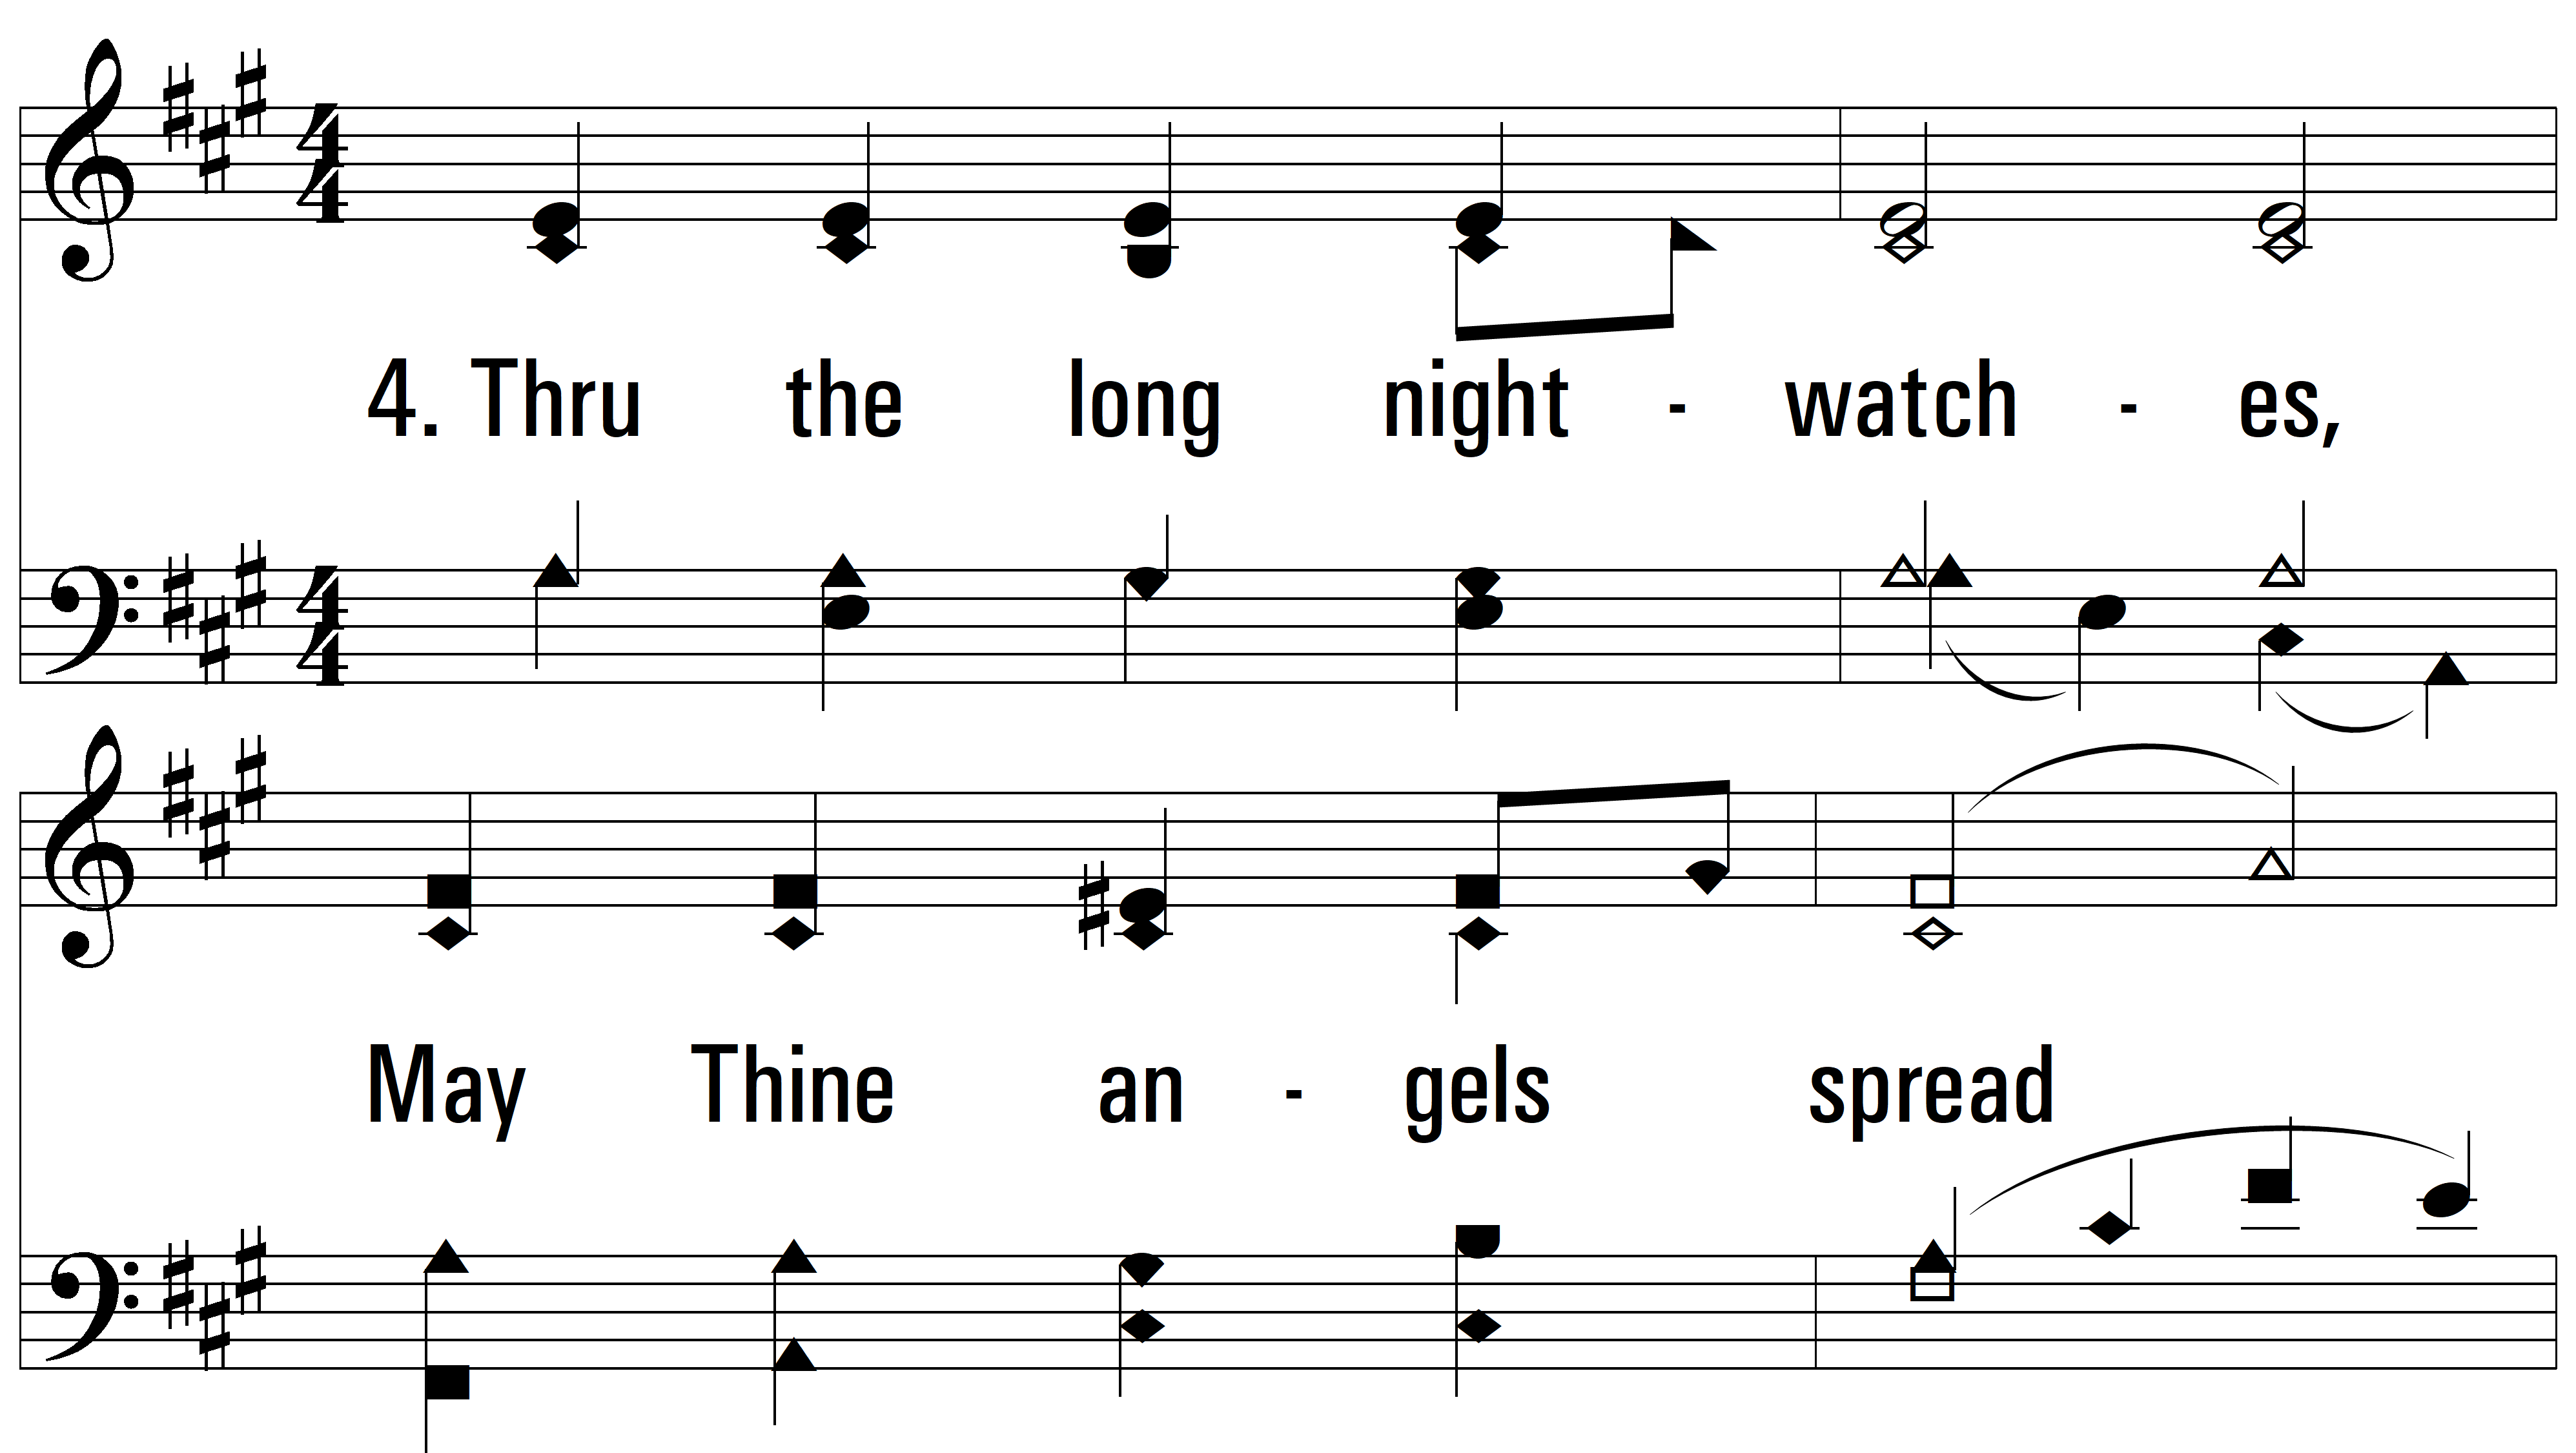 4. Thru the long night - watch - es,
May Thine an - gels spread